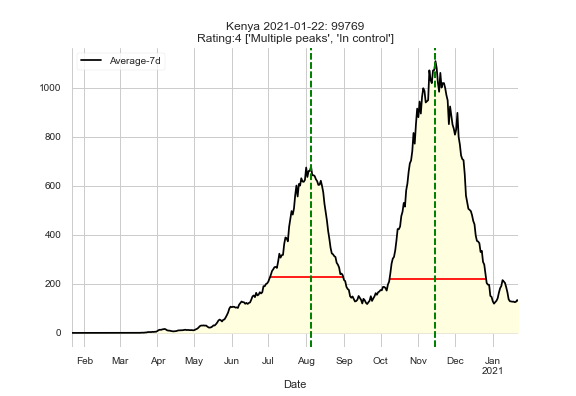 Kenya 2021-01-22: 99769
Rating:4 ['Multiple peaks', 'In control']
Average-7d
1000
800
600
400
200
0
Feb Mar Apr May Jun Jul Aug Sep Oct Nov Dec Jan
2021
Date